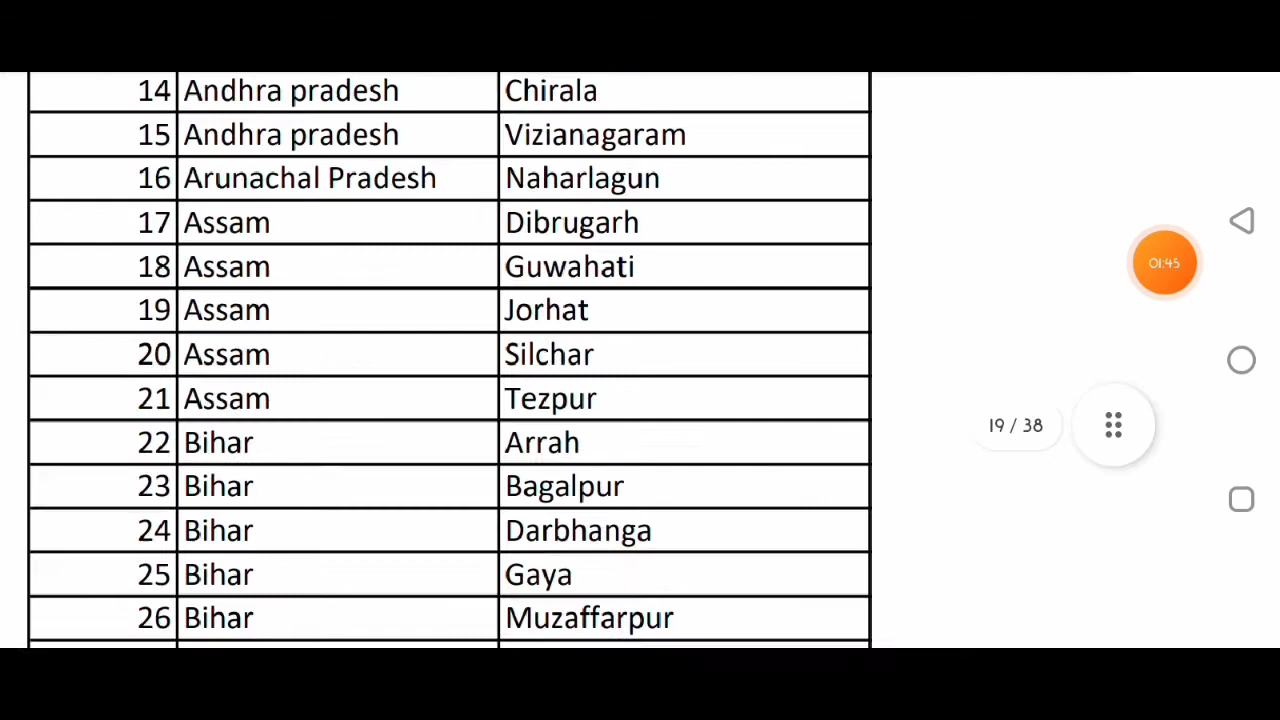 14 Andhra pradesh Chirala
15 Andhra pradesh Vizianagaram
16 Arunachal Pradesh Naharlagun
17 Assam Dibrugarh
18 Assam Guwahati
19 Assam Jorhat
20 Assam Silchar
21 Assam Tezpur
22 Bihar Arrah
23 Bihar Bagalpur
24 Bihar Darbhanga
25 Bihar Gaya
26 Bihar Muzaffarpur
01:45
19 / 38